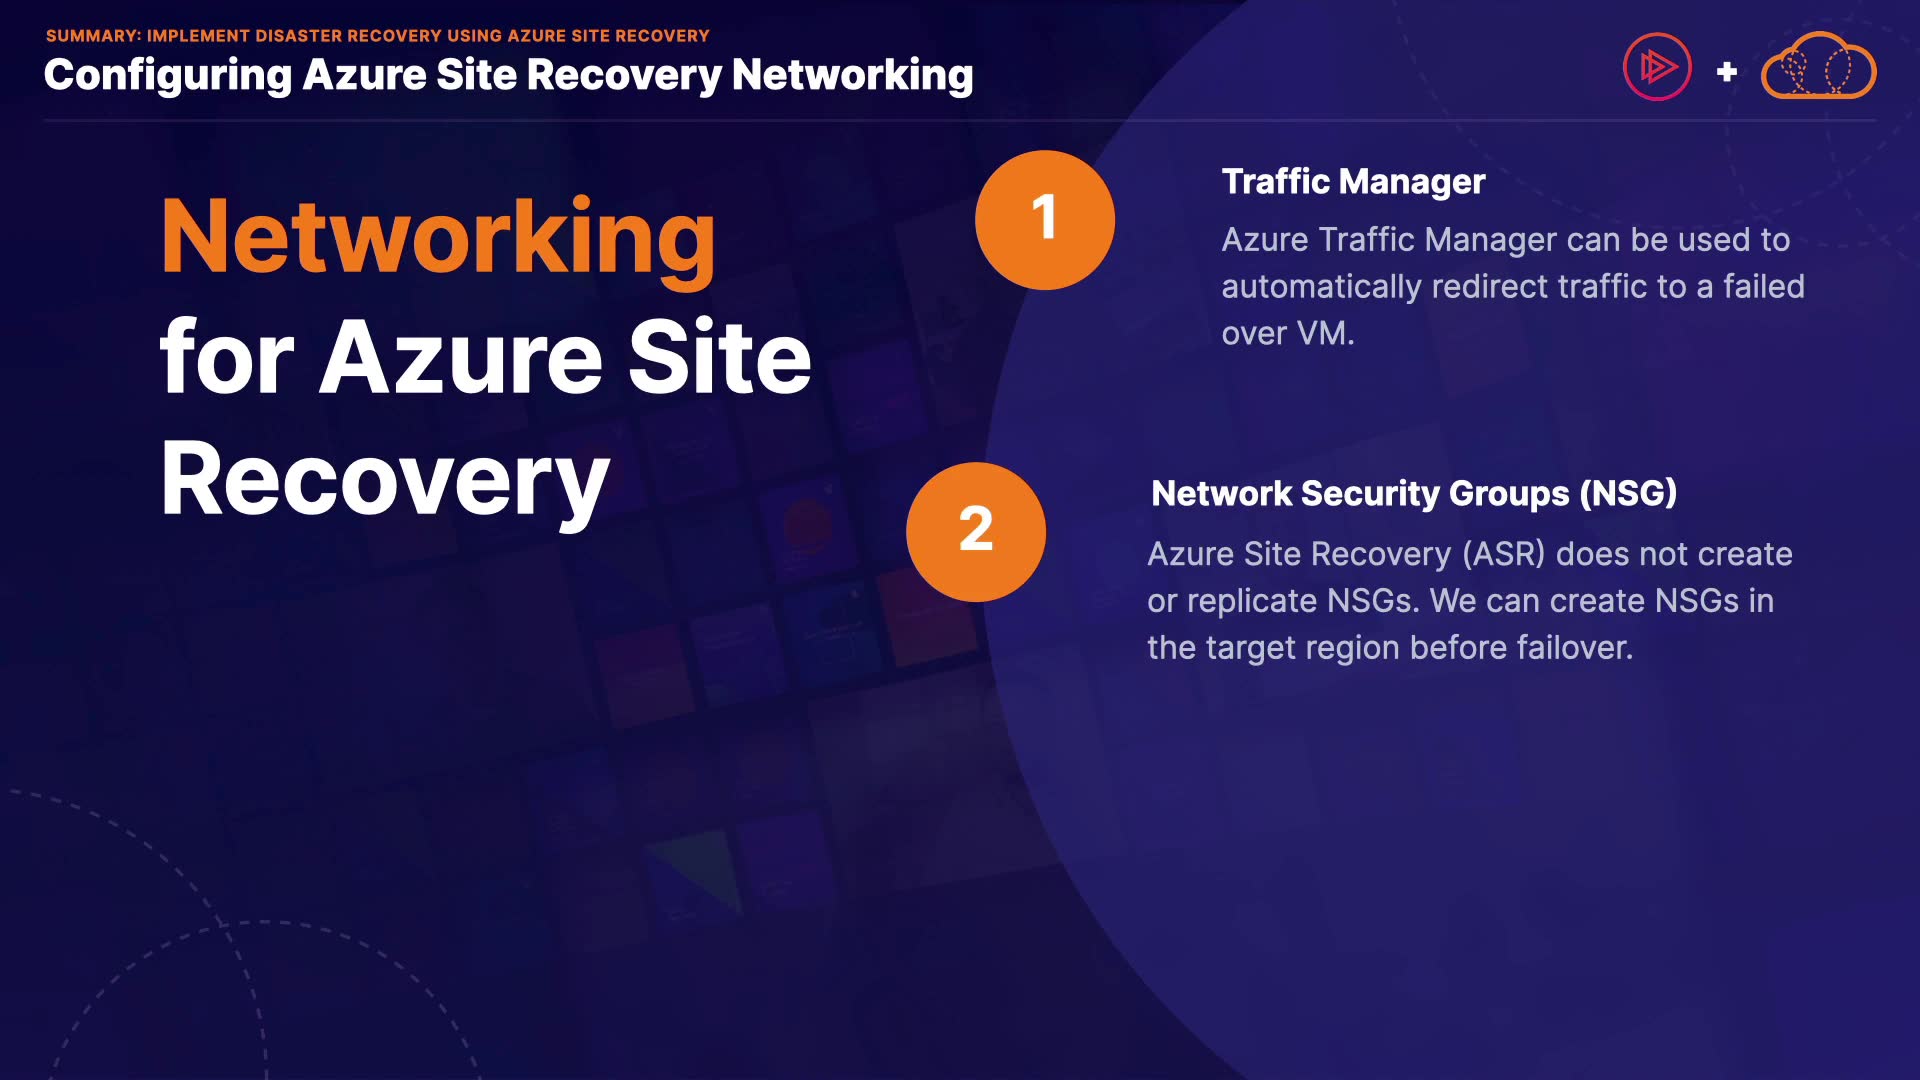 SUMMARY: IMPLEMENT DISASTER RECOVERY USING AZURE SITE RECOVERY
Configuring Azure Site Recovery Networking
Networking
for Azure Site
Recovery
1
Traffic Manager
Azure Traffic Manager can be used to
automatically redirect traffic to a failed
over VM.
2
Network Security Groups (NSG)
Azure Site Recovery (ASR) does not create
or replicate NSGs. We can create NSGs in
the target region before failover.